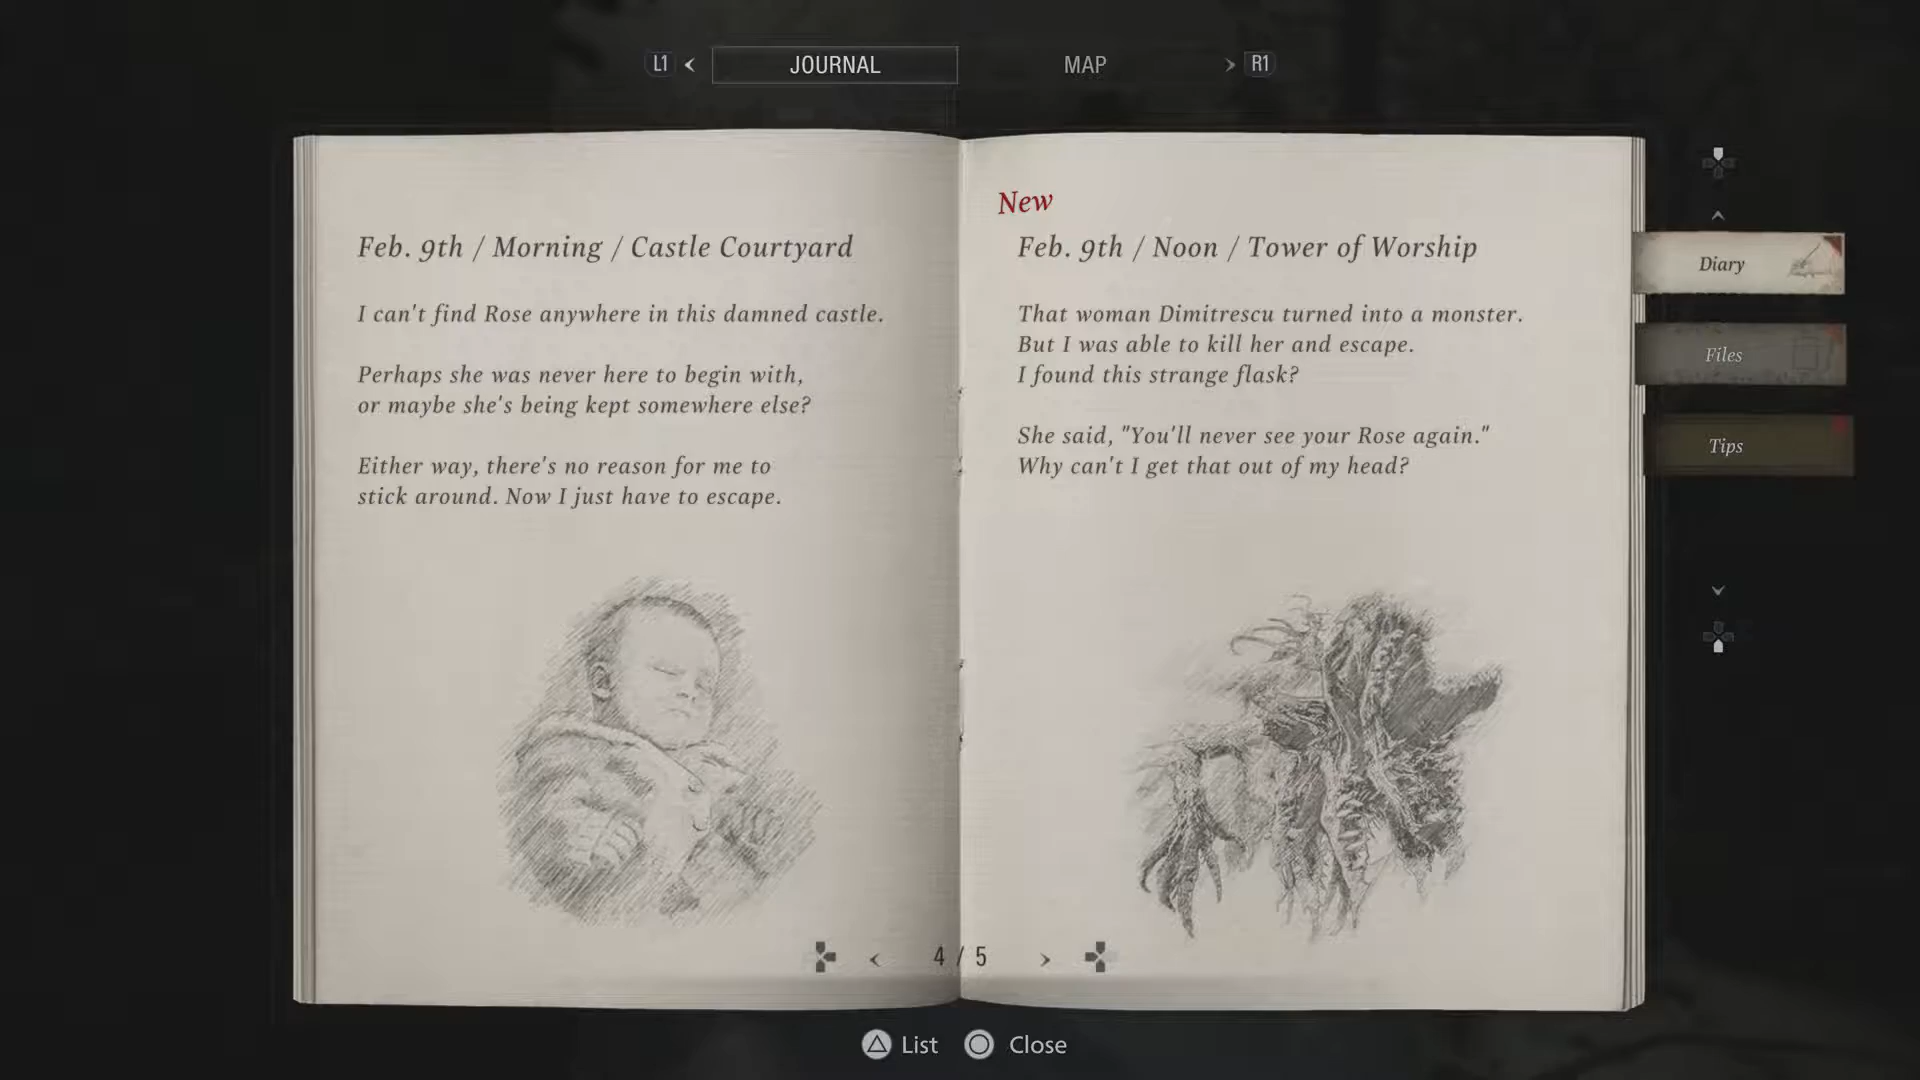 L1 < JOURNAL MAP > R1
Feb. 9th / Morning / Castle Courtyard
I can't find Rose anywhere in this damned castle.
Perhaps she was never here to begin with,
or maybe she's being kept somewhere else?
Either way, there's no reason for me to
stick around. Now I just have to escape.
New
Feb. 9th / Noon / Tower of Worship
That woman Dimitrescu turned into a monster.
But I was able to kill her and escape.
I found this strange flask?
She said, "You'll never see your Rose again."
Why can't I get that out of my head?
Diary
Files
Tips
< 4 / 5 >
List Close